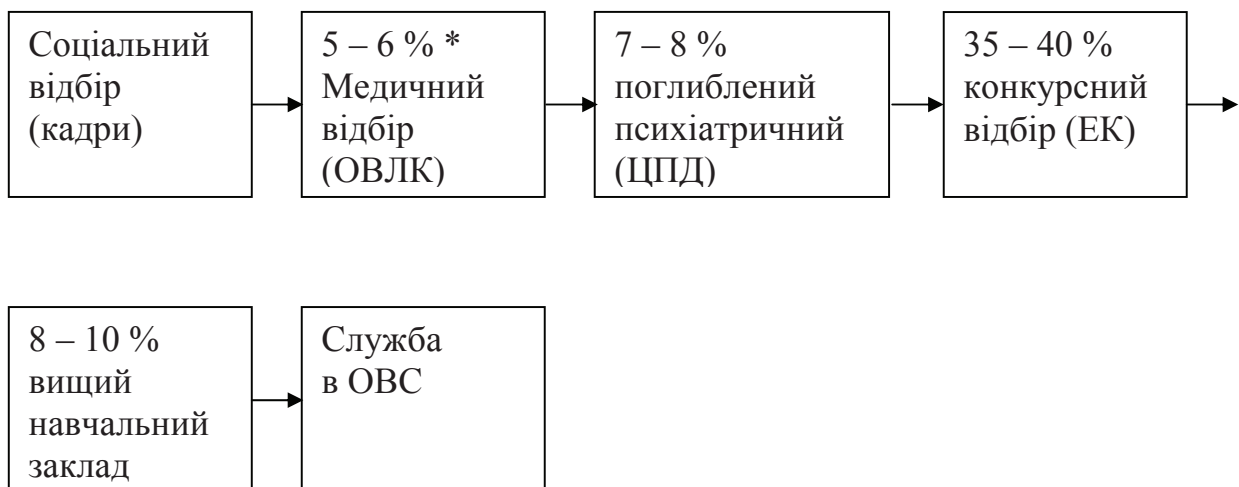 Соціальний
відбір
(кадри)
5 – 6 % *
Медичний
відбір
(ОВЛК)
7 – 8 %
поглиблений
психіатричний
(ЦПД)
35 – 40 %
конкурсний
відбір (ЕК)
8 – 10 %
вищий
навчальний
заклад
Служба
в ОВС